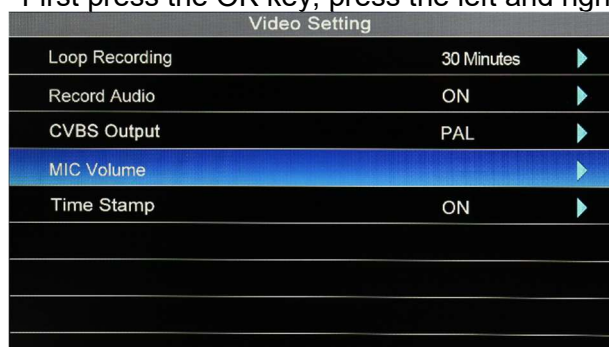 First press the OK key, press the left and righ
Video Setting
Loop Recording 30 Minutes
Record Audio ON
CVBS Output PAL
MIC Volume
Time Stamp ON